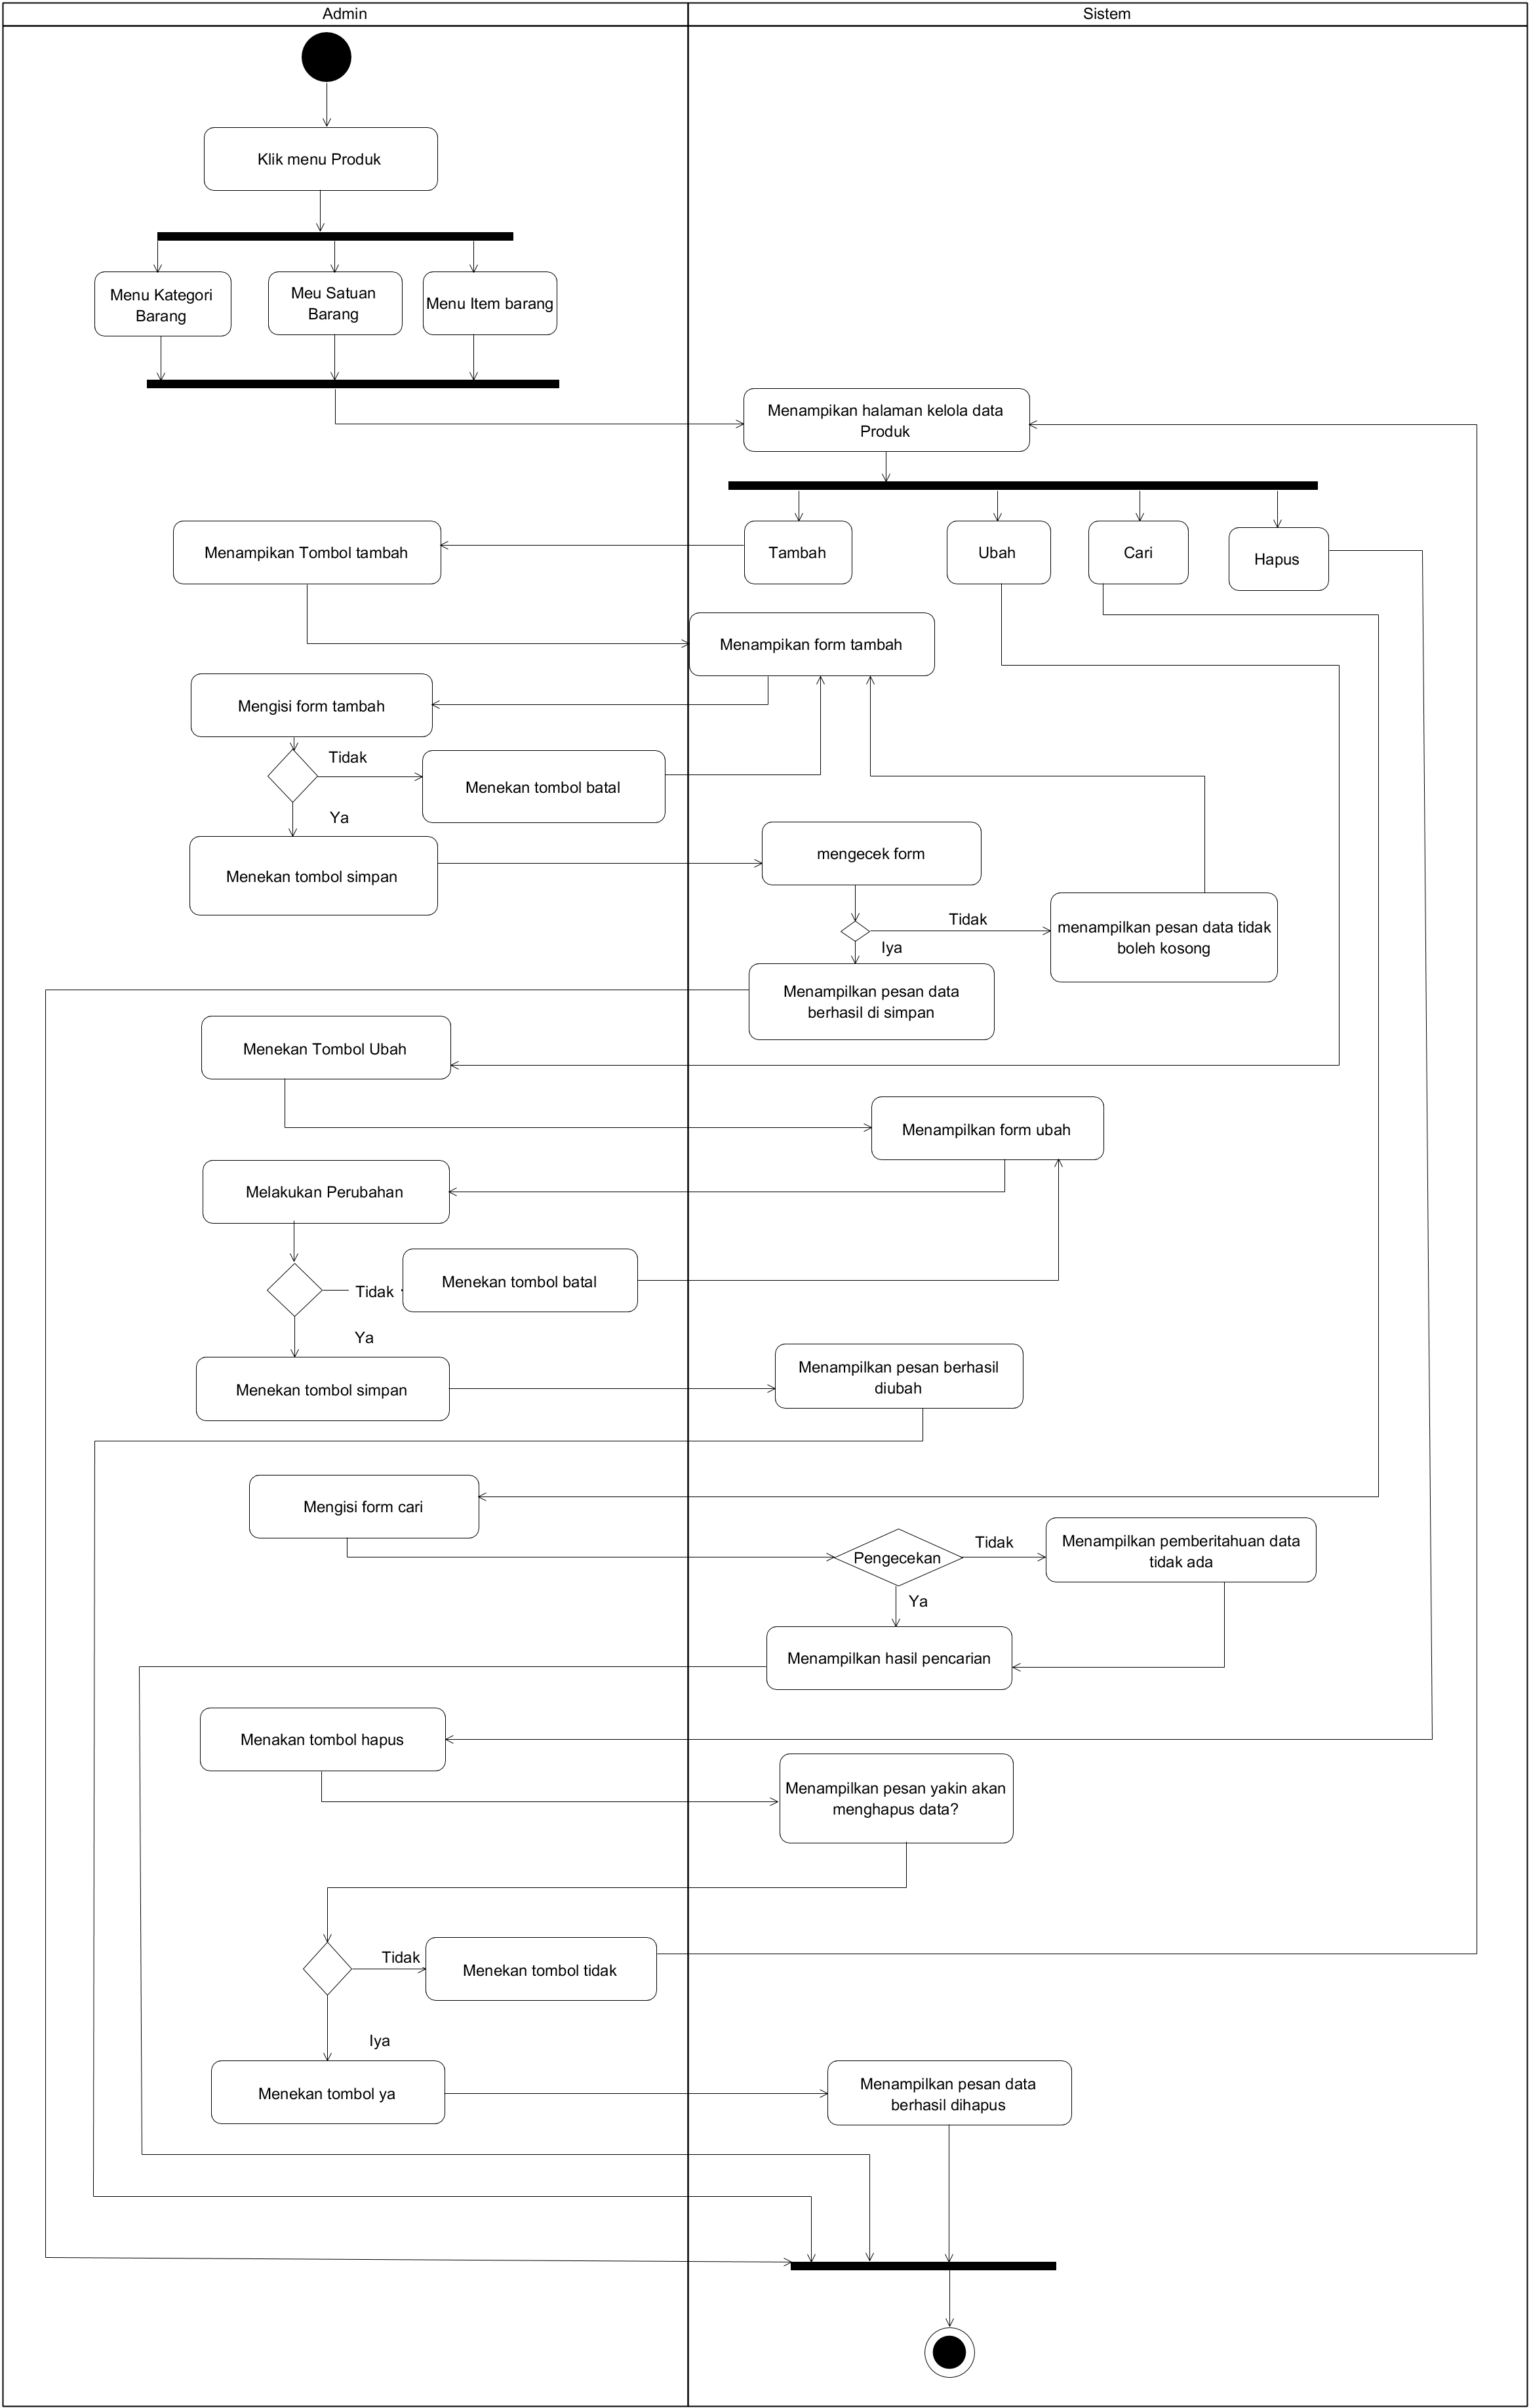 Admin
Sistem
Klik menu Produk
Menu Kategori
Barang
Meu Satuan
Barang
Menu Item barang
Menampikan halaman kelola data
Produk
Menampikan Tombol tambah
Tambah
Ubah
Cari
Hapus
Menampikan form tambah
Mengisi form tambah
Tidak
Menekan tombol batal
Ya
Menekan tombol simpan
mengecek form
Tidak
menampilkan pesan data tidak
boleh kosong
Iya
Menampilkan pesan data
berhasil di simpan
Menekan Tombol Ubah
Menampilkan form ubah
Melakukan Perubahan
Tidak
Menekan tombol batal
Ya
Menekan tombol simpan
Menampilkan pesan berhasil
diubah
Mengisi form cari
Pengecekan
Tidak
Menampilkan pemberitahuan data
tidak ada
Ya
Menampilkan hasil pencarian
Menakan tombol hapus
Menampilkan pesan yakin akan
menghapus data?
Tidak
Menekan tombol tidak
Iya
Menekan tombol ya
Menampilkan pesan data
berhasil dihapus